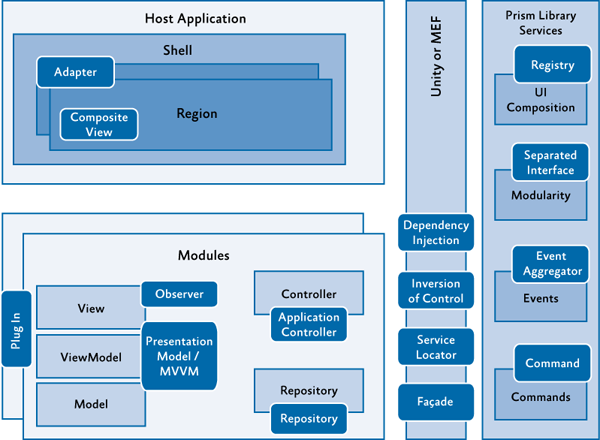 Host Application
Shell
Adapter
Region
Composite
View
Modules
Plug In
View
ViewModel
Model
Observer
Presentation
Model /
MVVM
Controller
Application
Controller
Repository
Repository
Unity or MEF
Dependency
Injection
Inversion
of Control
Service
Locator
Façade
Prism Library
Services
Registry
UI
Composition
Separated
Interface
Modularity
Event
Aggregator
Events
Command
Commands